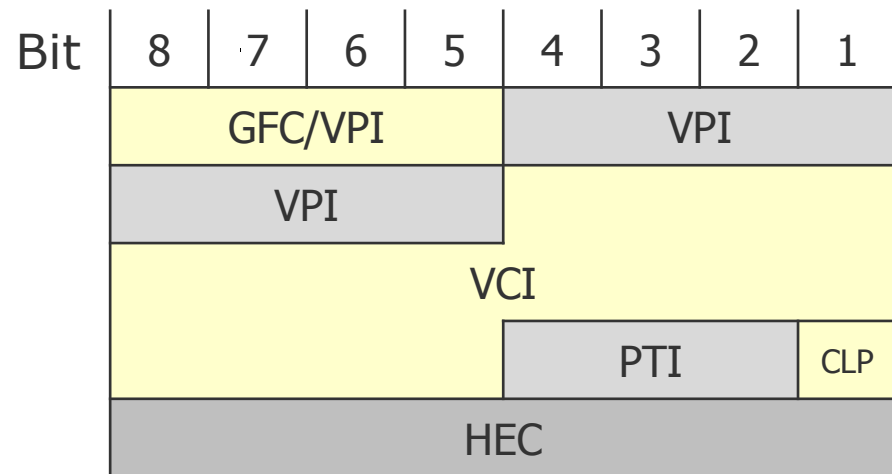 Bit 8 7 6 5 4 3 2 1
GFC/VPI VPI
VPI
VCI
PTI CLP
HEC